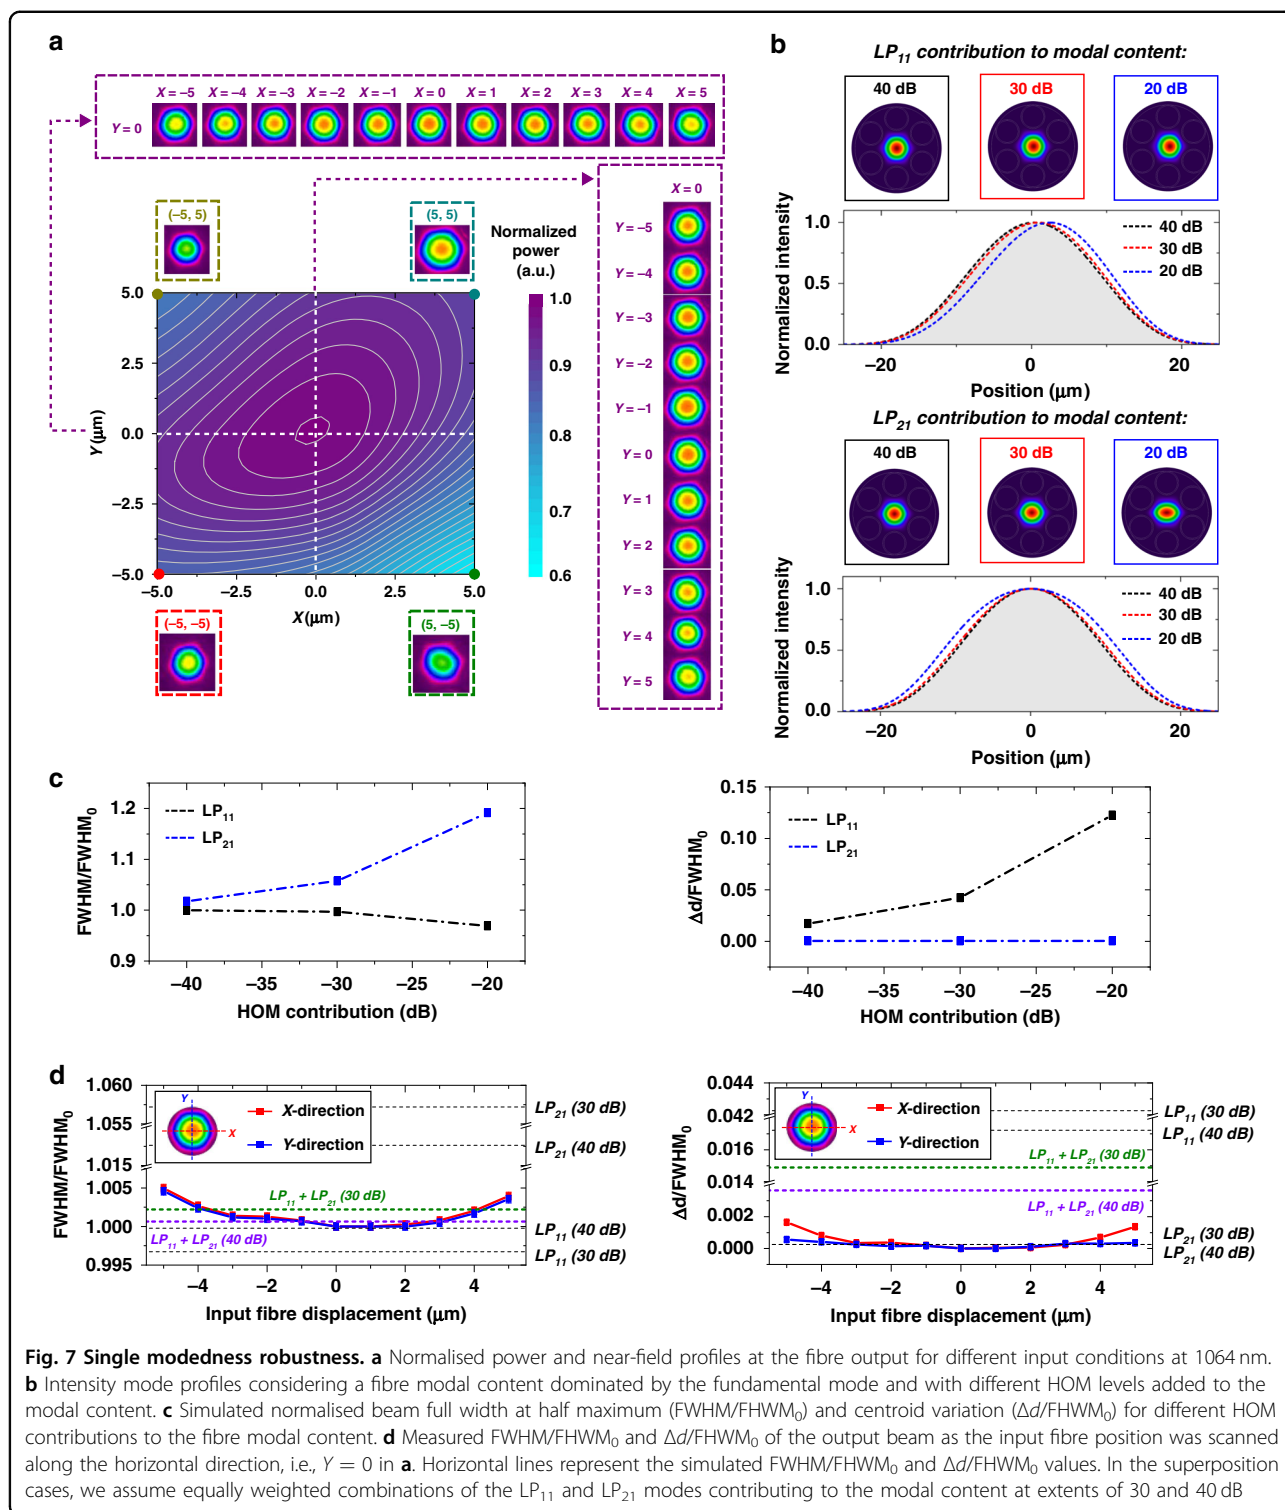 a
X = −5 X = −4 X = −3 X = −2 X = −1 X = 0 X = 1 X = 2 X = 3 X = 4 X = 5
Y = 0
(−5, 5)
(5, 5)
Normalized
power
(a.u.)
1.0
0.9
0.8
0.7
0.6
5.0
2.5
0.0
−2.5
−5.0
Y (μm)
−5.0 −2.5 0.0 2.5 5.0
X (μm)
(−5, −5)
(5, −5)
X = 0
Y = −5
Y = −4
Y = −3
Y = −2
Y = −1
Y = 0
Y = 1
Y = 2
Y = 3
Y = 4
Y = 5
b
LP11 contribution to modal content:
40 dB 30 dB 20 dB
Normalized intensity
1.0
0.5
0.0
40 dB
30 dB
20 dB
−20 0 20
Position (μm)
LP21 contribution to modal content:
40 dB 30 dB 20 dB
Normalized intensity
1.0
0.5
0.0
40 dB
30 dB
20 dB
−20 0 20
Position (μm)
c
FWHM/FWHM0
1.2
1.1
1.0
0.9
LP11
LP21
−40 −35 −30 −25 −20
HOM contribution (dB)
Δd/FWHM0
0.15
0.10
0.05
0.00
LP11
LP21
−40 −35 −30 −25 −20
HOM contribution (dB)
d
FWHM/FWHM0
1.060
1.055
1.015
1.005
1.000
0.995
Y
X
X-direction
Y-direction
LP21 (30 dB)
LP21 (40 dB)
LP11 + LP21 (30 dB)
LP11 + LP21 (40 dB)
LP11 (40 dB)
LP11 (30 dB)
−4 −2 0 2 4
Input fibre displacement (μm)
Δd/FWHM0
0.044
0.042
0.016
0.014
0.002
0.000
Y
X
X-direction
Y-direction
LP11 (30 dB)
LP11 (40 dB)
LP11 + LP21 (30 dB)
LP11 + LP21 (40 dB)
LP21 (30 dB)
LP21 (40 dB)
−4 −2 0 2 4
Input fibre displacement (μm)
Fig. 7 Single modedness robustness. a Normalised power and near-field profiles at the fibre output for different input conditions at 1064 nm.
b Intensity mode profiles considering a fibre modal content dominated by the fundamental mode and with different HOM levels added to the
modal content. c Simulated normalised beam full width at half maximum (FWHM/FHWM0) and centroid variation (Δd/FHWM0) for different HOM
contributions to the fibre modal content. d Measured FWHM/FHWM0 and Δd/FHWM0 of the output beam as the input fibre position was scanned
along the horizontal direction, i.e., Y = 0 in a. Horizontal lines represent the simulated FWHM/FHWM0 and Δd/FHWM0 values. In the superposition
cases, we assume equally weighted combinations of the LP11 and LP21 modes contributing to the modal content at extents of 30 and 40 dB